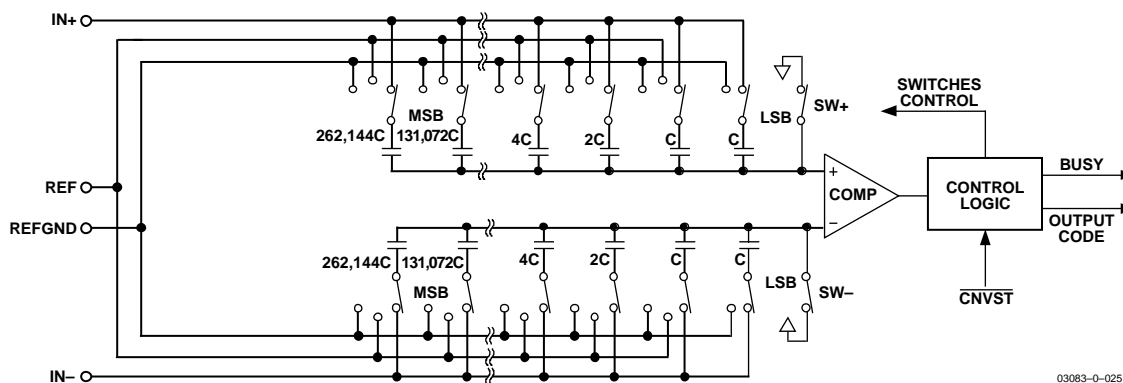 IN+
MSB
262,144C 131,072C
4C
2C
C
C
LSB
SW+
SWITCHES
CONTROL
REF
REFGND
+
COMP
−
CONTROL
LOGIC
BUSY
OUTPUT
CODE
CNVST
262,144C 131,072C
MSB
4C
2C
C
C
LSB
SW−
IN−
03083–0–025